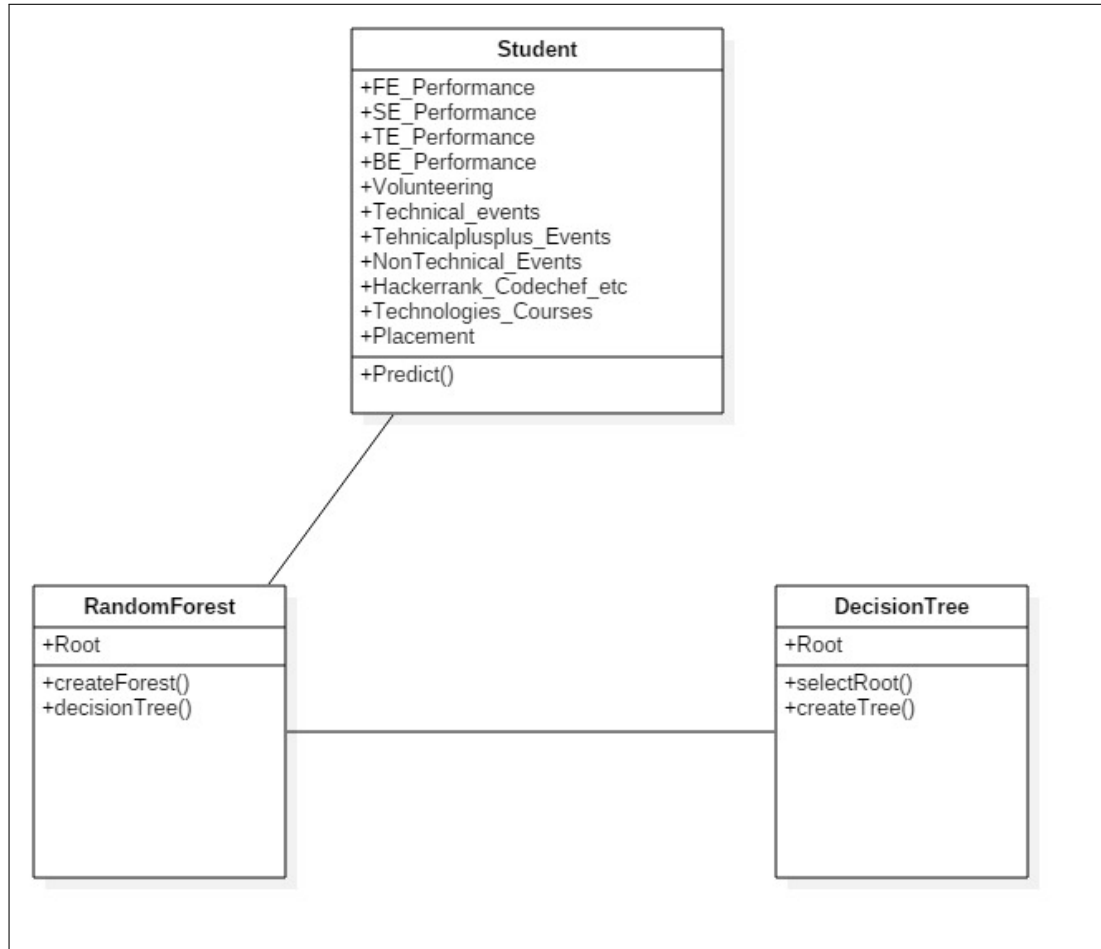 Student
+FE_Performance
+SE_Performance
+TE_Performance
+BE_Performance
+Volunteering
+Technical_events
+Tehnicalplusplus_Events
+NonTechnical_Events
+Hackerrank_Codechef_etc
+Technologies_Courses
+Placement
+Predict()
RandomForest
+Root
+createForest()
+decisionTree()
DecisionTree
+Root
+selectRoot()
+createTree()